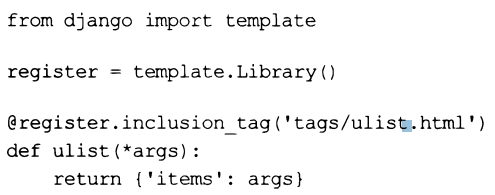 from django import template

register = template.Library()

@register.inclusion_tag('tags/ulist.html')
def ulist(*args):
    return {'items': args}